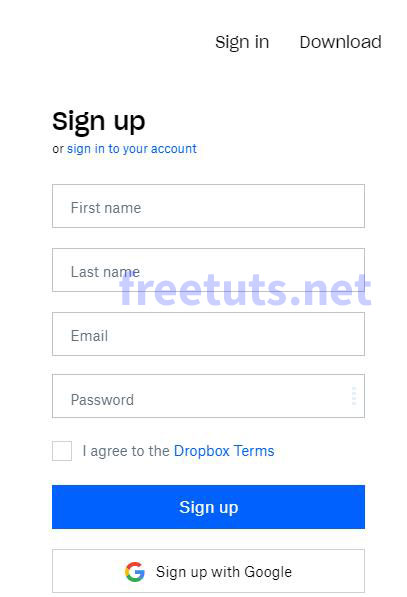 Sign in Download
Sign up
or sign in to your account
First name
Last name
freetuts.net
Email
Password
I agree to the Dropbox Terms
Sign up
Sign up with Google